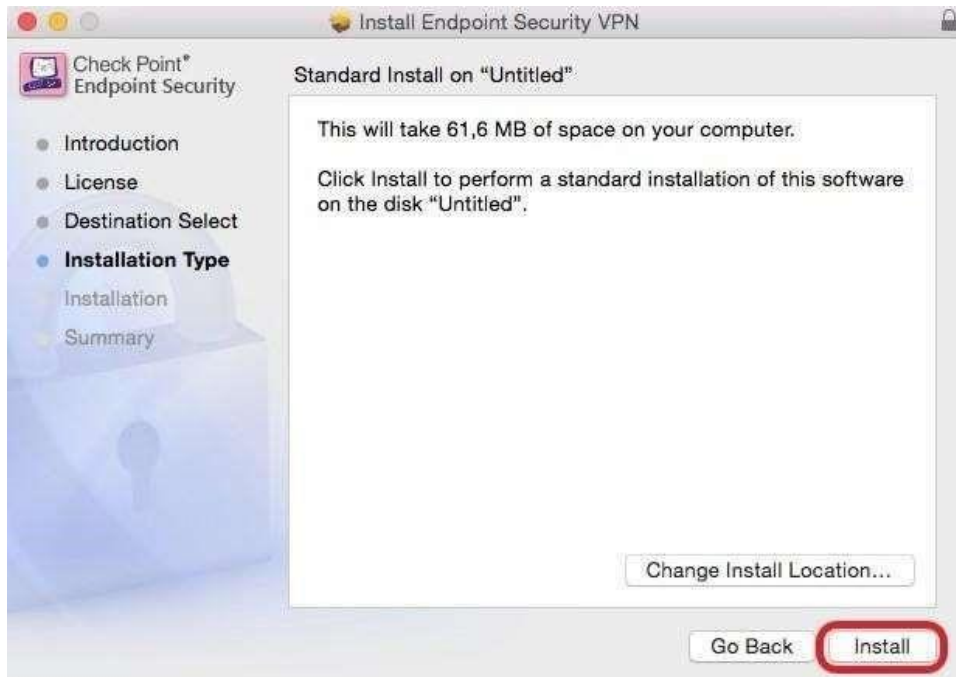 Install Endpoint Security VPN
Check Point®
Endpoint Security
Standard Install on “Untitled”
Introduction
License
Destination Select
Installation Type
Installation
Summary
This will take 61,6 MB of space on your computer.
Click Install to perform a standard installation of this software
on the disk “Untitled”.
Change Install Location...
Go Back
Install